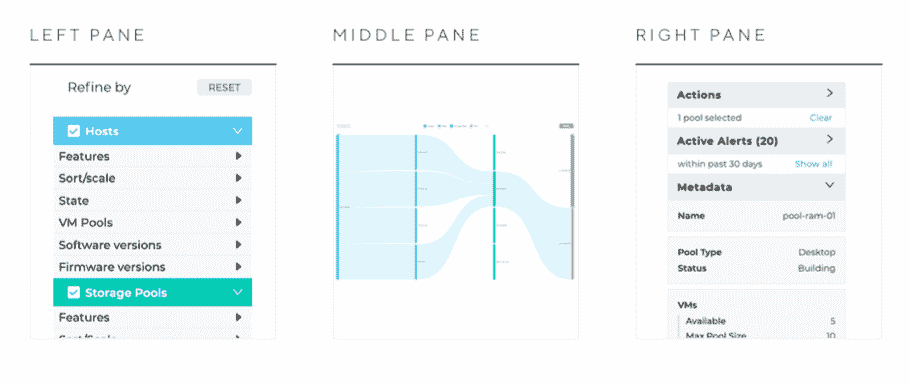 LEFT PANE
Refine by RESET
Hosts
Features
Sort/scale
State
VM Pools
Software versions
Firmware versions
Storage Pools
Features
Sort/Scale
MIDDLE PANE
RIGHT PANE
Actions
1 pool selected Clear
Active Alerts (20)
within past 30 days Show all
Metadata
Name pool-ram-01
Pool Type Desktop
Status Building
VMs
Available 5
Max Pool Size 10